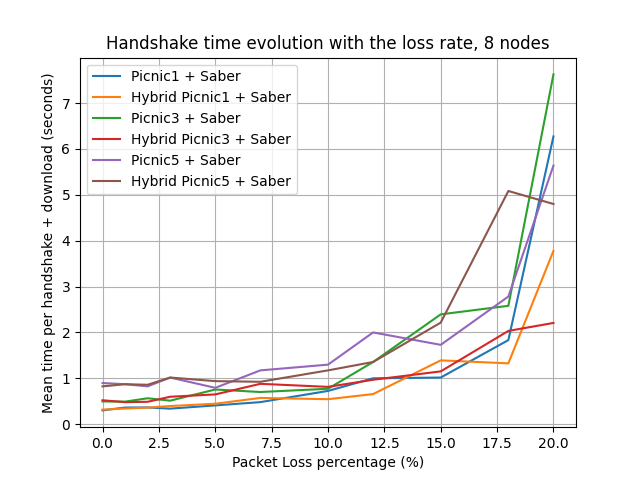 Handshake time evolution with the loss rate, 8 nodes
Picnic1 + Saber
Hybrid Picnic1 + Saber
Picnic3 + Saber
Hybrid Picnic3 + Saber
Picnic5 + Saber
Hybrid Picnic5 + Saber
Mean time per handshake + download (seconds)
7
6
5
4
3
2
1
0
0.0 2.5 5.0 7.5 10.0 12.5 15.0 17.5 20.0
Packet Loss percentage (%)